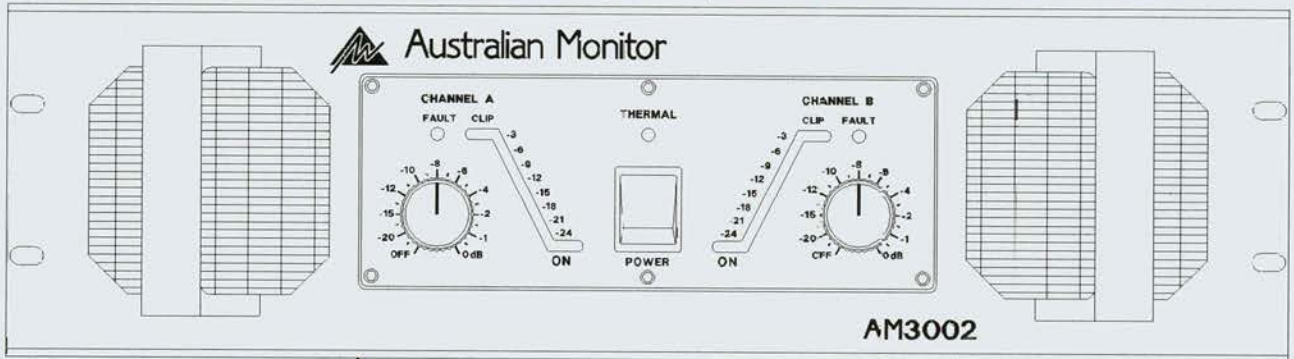 Australian Monitor
CHANNEL A
FAULT CLIP
-3
-6
-9
-12
-15
-18
-21
-24
ON
OFF
-20
-15
-12
-10
-8
-6
-4
-2
-1
0dB
THERMAL
POWER
CHANNEL B
CLIP FAULT
-3
-6
-9
-12
-15
-18
-21
-24
ON
OFF
-20
-15
-12
-10
-8
-6
-4
-2
-1
0dB
AM3002